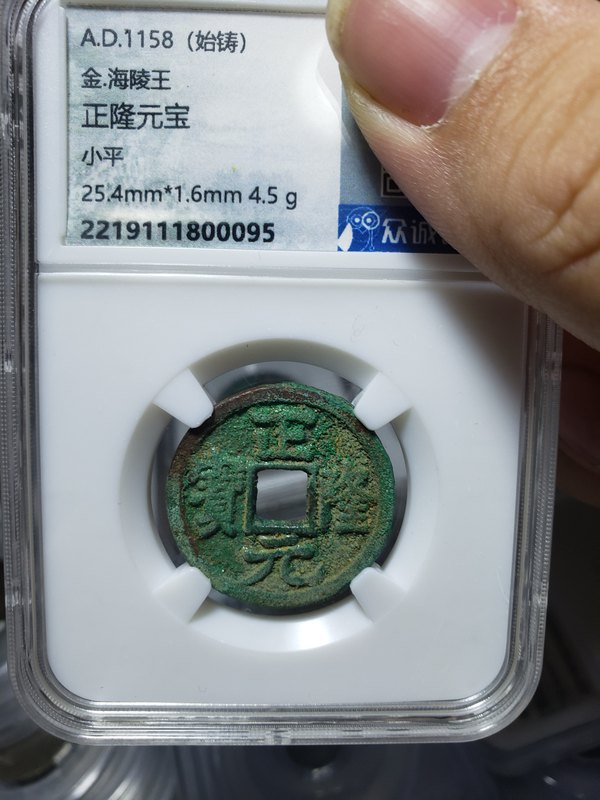 A.D.1158（始铸）
金.海陵王
正隆元宝
小平
25.4mm*1.6mm 4.5 g
2219111800095
众诚
正
寶 隆
元